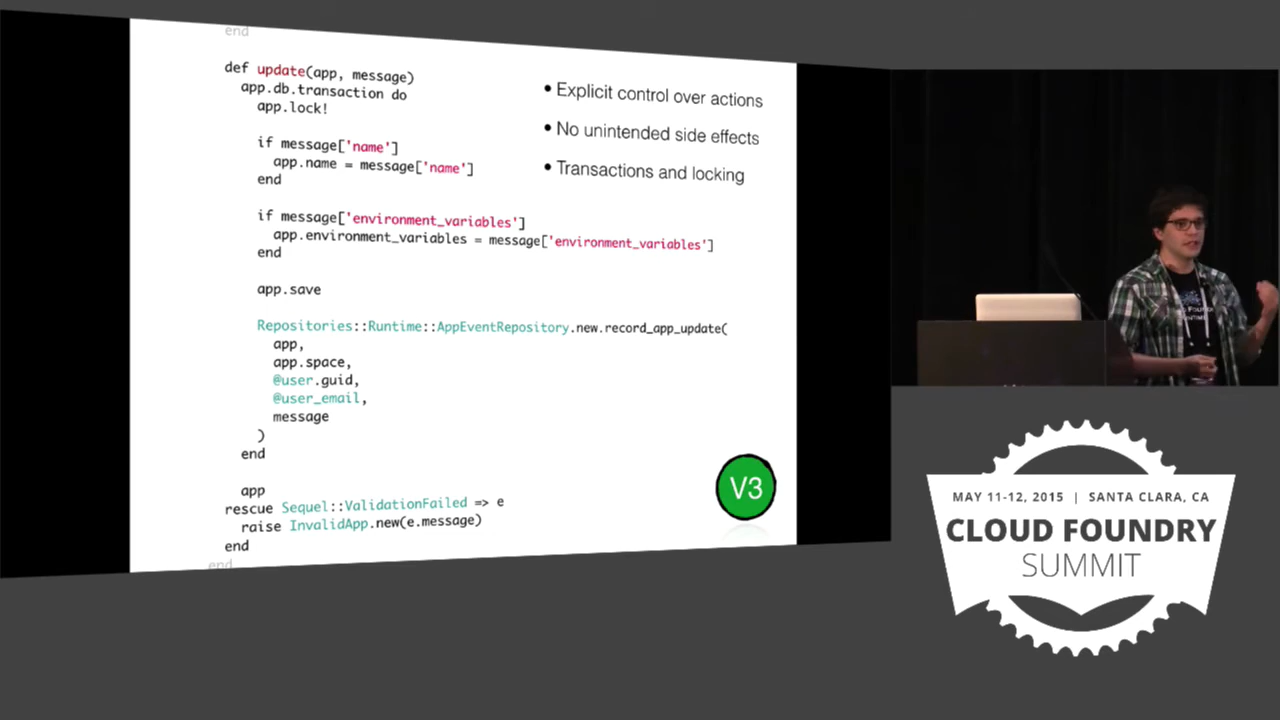 end
def update(app, message)
app.db.transaction do
app.lock!
if message['name']
app.name = message['name']
end
if message['environment_variables']
app.environment_variables = message['environment_variables']
end
app.save
Repositories::Runtime::AppEventRepository.new.record_app_update(
app,
app.space,
@user.guid,
@user_email,
message
)
end
app
rescue Sequel::ValidationFailed => e
raise InvalidApp.new(e.message)
end
end
• Explicit control over actions
• No unintended side effects
• Transactions and locking
V3
MAY 11-12, 2015 | SANTA CLARA, CA
CLOUD FOUNDRY
SUMMIT